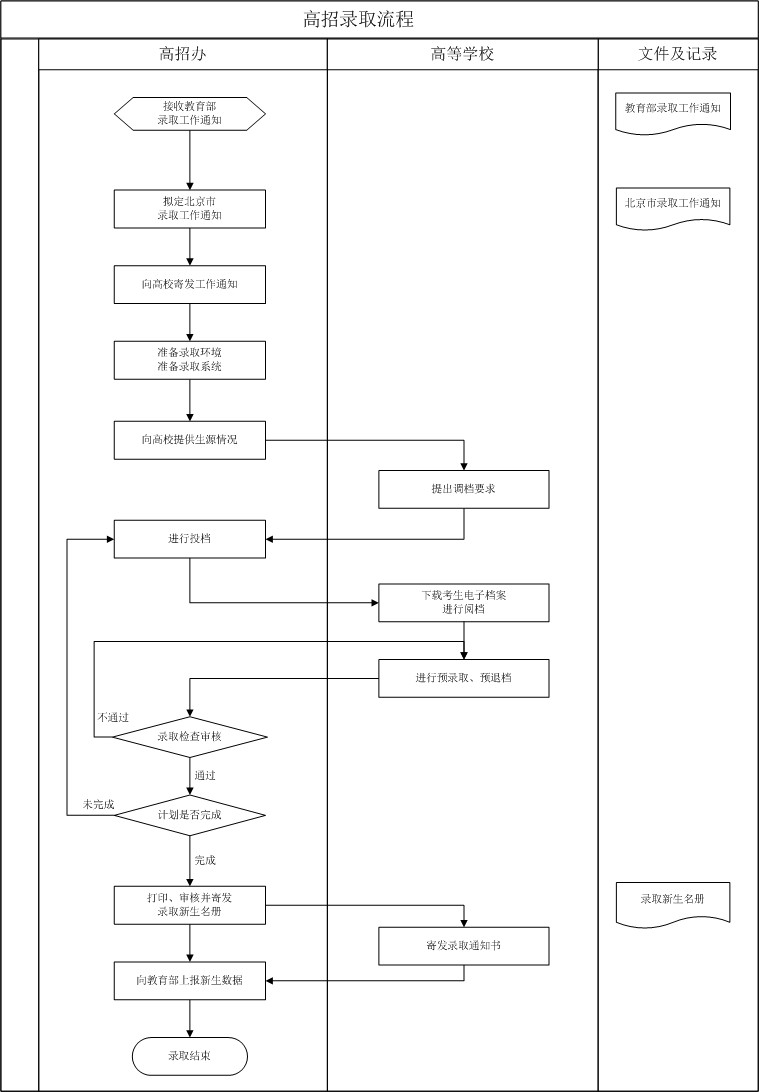 高招录取流程
高招办
高等学校
文件及记录
接收教育部
录取工作通知
教育部录取工作通知
拟定北京市
录取工作通知
北京市录取工作通知
向高校寄发工作通知
准备录取环境
准备录取系统
向高校提供生源情况
提出调档要求
进行投档
下载考生电子档案
进行阅档
进行预录取、预退档
不通过
录取检查审核
通过
未完成
计划是否完成
完成
打印、审核并寄发
录取新生名册
录取新生名册
寄发录取通知书
向教育部上报新生数据
录取结束